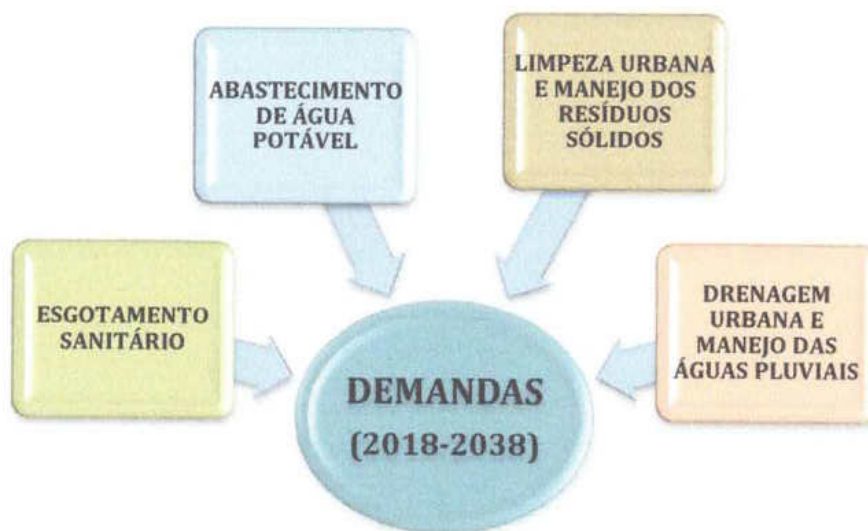 ABASTECIMENTO
DE ÁGUA
POTÁVEL
LIMPEZA URBANA
E MANEJO DOS
RESÍDUOS
SÓLIDOS
ESGOTAMENTO
SANITÁRIO
DRENAGEM
URBANA E
MANEJO DAS
ÁGUAS PLUVIAIS
DEMANDAS
(2018-2038)